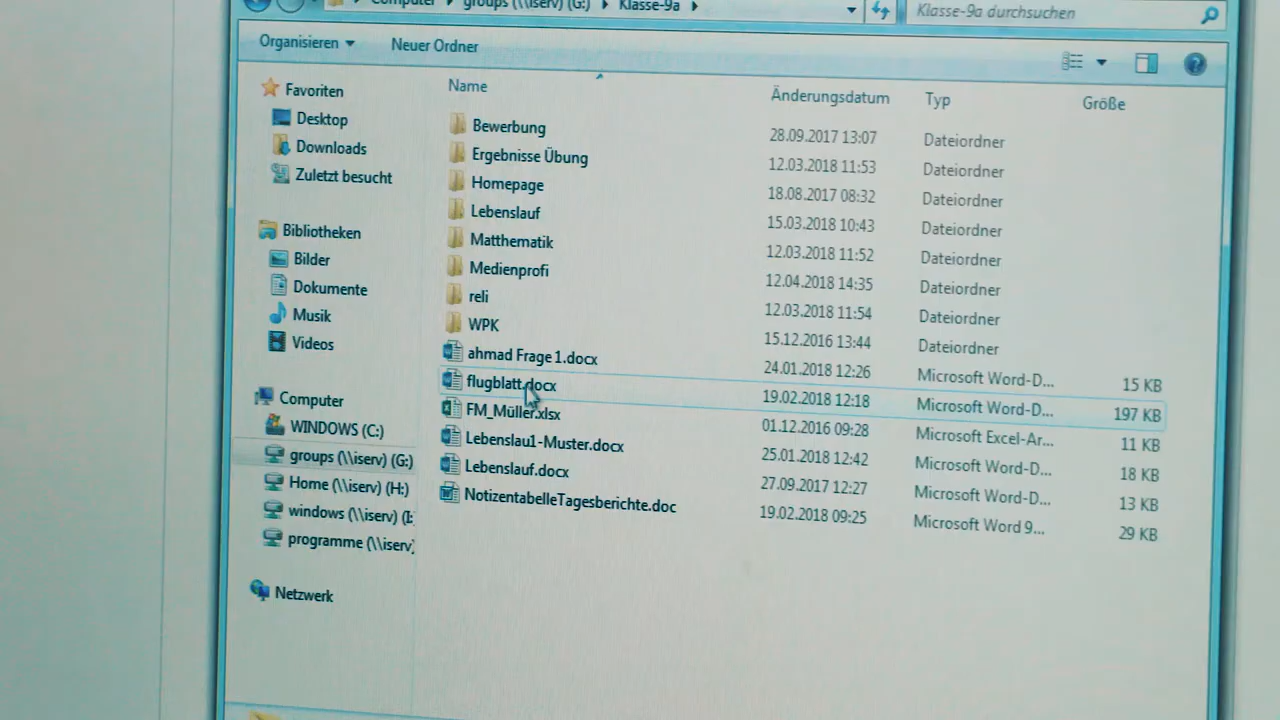 Computer groups (\\iserv) (G:) Klasse-9a Klasse-9a durchsuchen
Organisieren Neuer Ordner
Name Änderungsdatum Typ Größe
Favoriten
Desktop
Downloads
Zuletzt besucht
Bibliotheken
Bilder
Dokumente
Musik
Videos
Computer
WINDOWS (C:)
groups (\\iserv) (G:)
Home (\\iserv) (H:)
windows (\\iserv) (I:
programme (\\iserv)
Netzwerk
Bewerbung 28.09.2017 13:07 Dateiordner
Ergebnisse Übung 12.03.2018 11:53 Dateiordner
Homepage 18.08.2017 08:32 Dateiordner
Lebenslauf 15.03.2018 10:43 Dateiordner
Matthematik 12.03.2018 11:52 Dateiordner
Medienprofi 12.04.2018 14:35 Dateiordner
reli 12.03.2018 11:54 Dateiordner
WPK 15.12.2016 13:44 Dateiordner
ahmad Frage 1.docx 24.01.2018 12:26 Microsoft Word-D... 15 KB
flugblatt.docx 19.02.2018 12:18 Microsoft Word-D... 197 KB
FM_Müller.xlsx 01.12.2016 09:28 Microsoft Excel-Ar... 11 KB
Lebenslau1-Muster.docx 25.01.2018 12:42 Microsoft Word-D... 18 KB
Lebenslauf.docx 27.09.2017 12:27 Microsoft Word-D... 13 KB
NotizentabelleTagesberichte.doc 19.02.2018 09:25 Microsoft Word 9... 29 KB